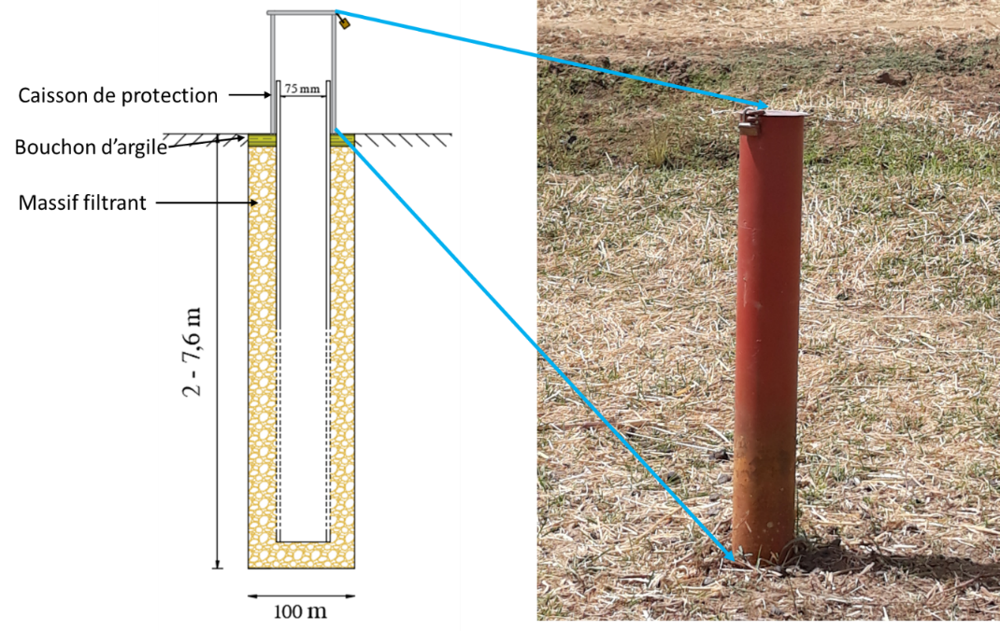 75 mm
Caisson de protection
Bouchon d'argile
Massif filtrant
2 - 7,6 m
100 m